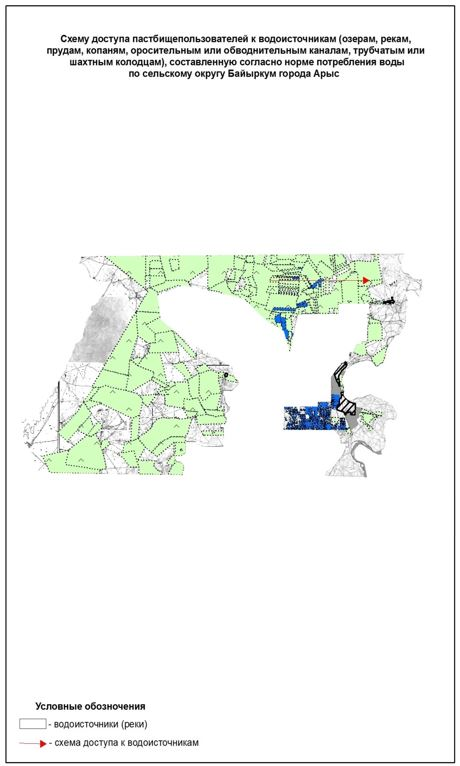 Схему доступа пастбищепользователей к водоисточникам (озерам, рекам,
прудам, копаням, оросительным или обводнительным каналам, трубчатым или
шахтным колодцам), составленную согласно норме потребления воды
по сельскому округу Байыркум города Арыс
Условные обозночения
- водоисточники (реки)
- схема доступа к водоисточникам